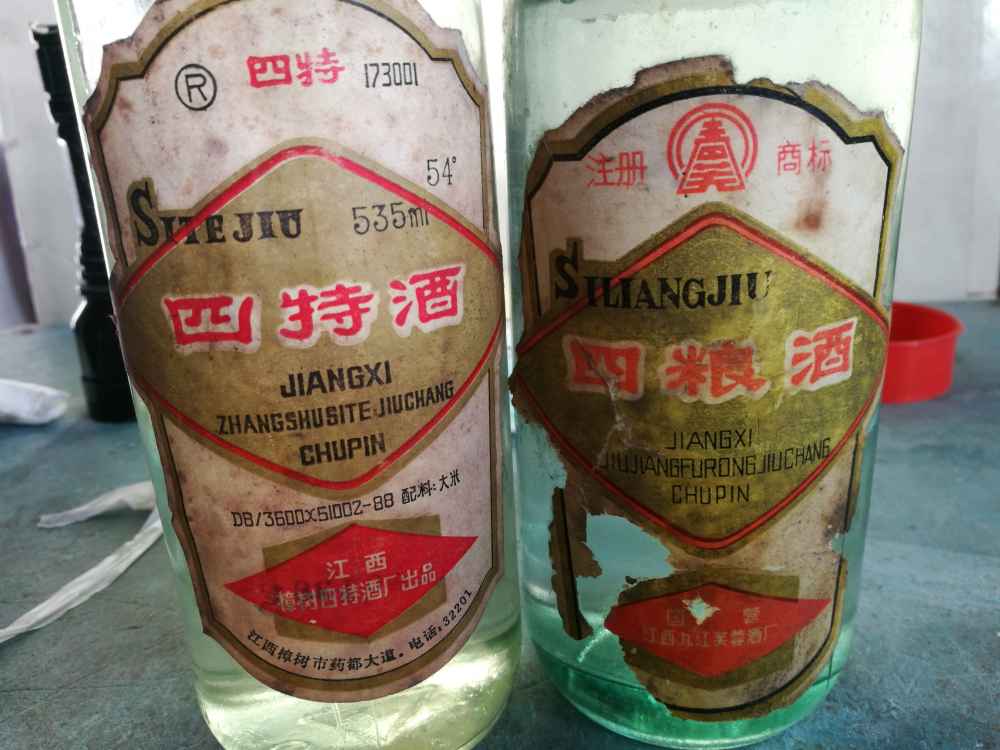 ® 四特 173001
54°
SITE JIU 535ml
四特酒
JIANGXI
ZHANGSHUSITE JIUCHANG
CHUPIN
DB/3600X51002-88 配料:大米
江西
樟树四特酒厂出品
江西樟树市药都大道。电话:32201
注册 商标
SILIANGJIU
四粮酒
JIANGXI
JIUJIANGFURONGJIUCHANG
CHUPIN
国营
江西九江芙蓉酒厂